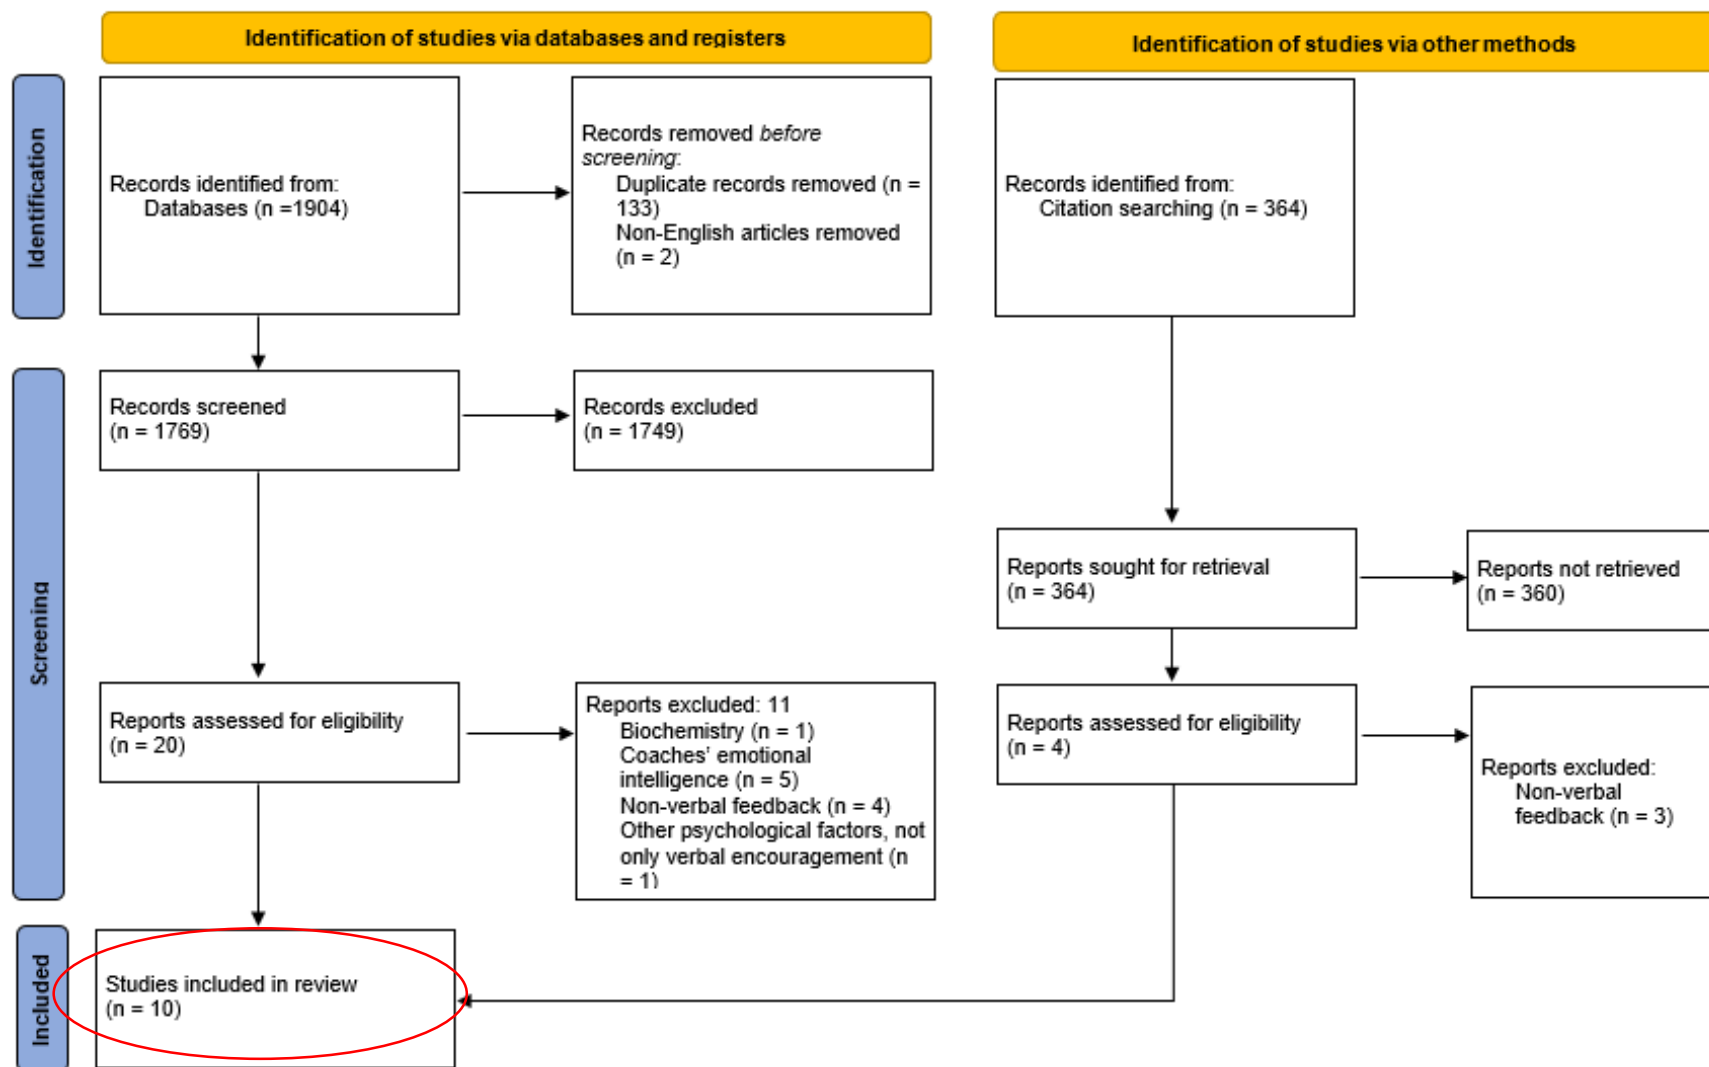 Identification of studies via databases and registers
Identification of studies via other methods
Identification
Records identified from:
Databases (n =1904)
Records removed before
screening:
Duplicate records removed (n =
133)
Non-English articles removed
(n = 2)
Records identified from:
Citation searching (n = 364)
Screening
Records screened
(n = 1769)
Records excluded
(n = 1749)
Reports sought for retrieval
(n = 364)
Reports not retrieved
(n = 360)
Reports assessed for eligibility
(n = 20)
Reports excluded: 11
Biochemistry (n = 1)
Coaches' emotional
intelligence (n = 5)
Non-verbal feedback (n = 4)
Other psychological factors, not
only verbal encouragement (n
= 1)
Reports assessed for eligibility
(n = 4)
Reports excluded:
Non-verbal
feedback (n = 3)
Included
Studies included in review
(n = 10)